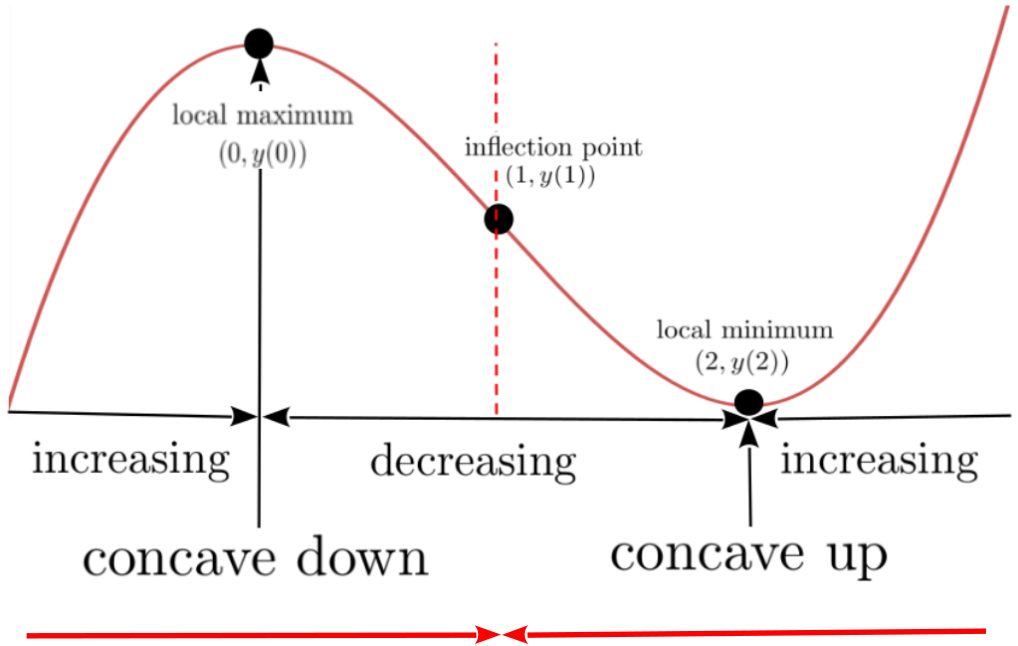 local maximum
(0, y(0))
inflection point
(1, y(1))
local minimum
(2, y(2))
increasing
decreasing
increasing
concave down
concave up